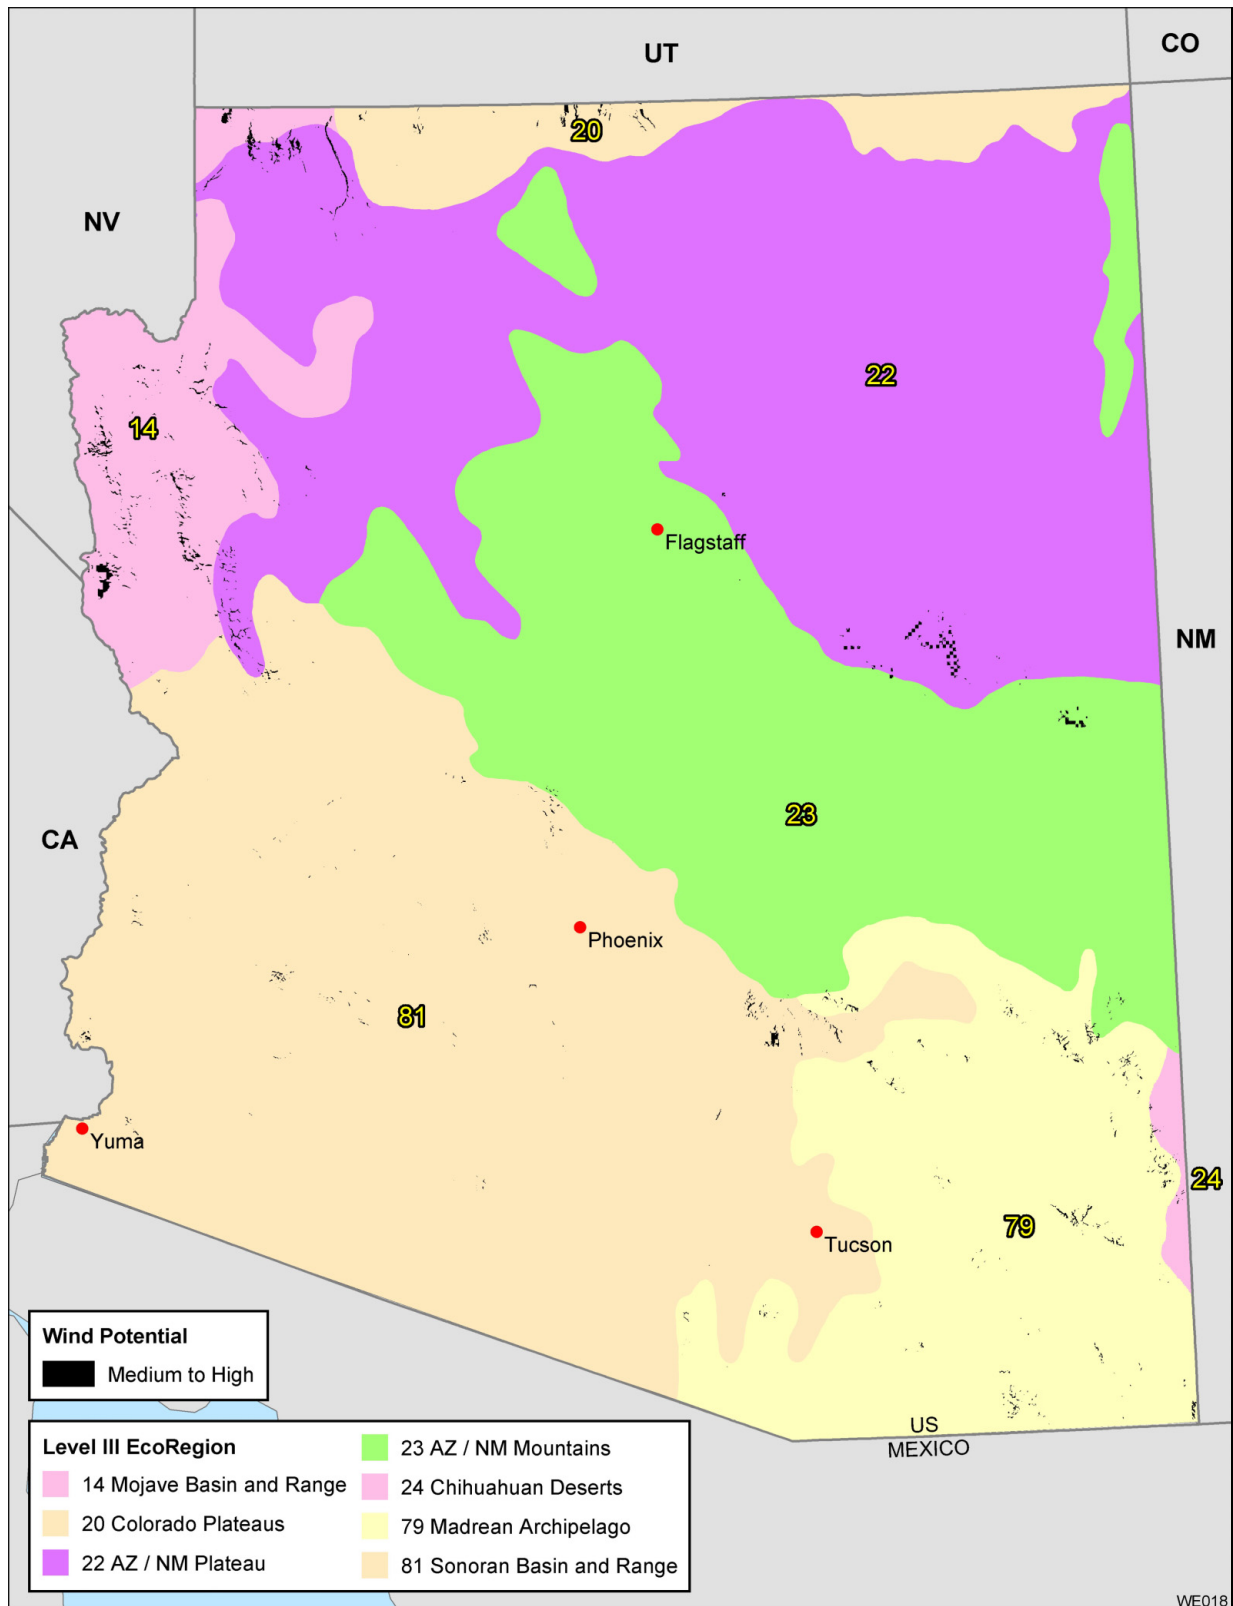 UT
CO
20
NV
22
14
Flagstaff
NM
23
CA
Phoenix
81
Yuma
24
79
Tucson
US
MEXICO
Wind Potential
Medium to High
Level III EcoRegion
14 Mojave Basin and Range
20 Colorado Plateaus
22 AZ / NM Plateau
23 AZ / NM Mountains
24 Chihuahuan Deserts
79 Madrean Archipelago
81 Sonoran Basin and Range
WE018